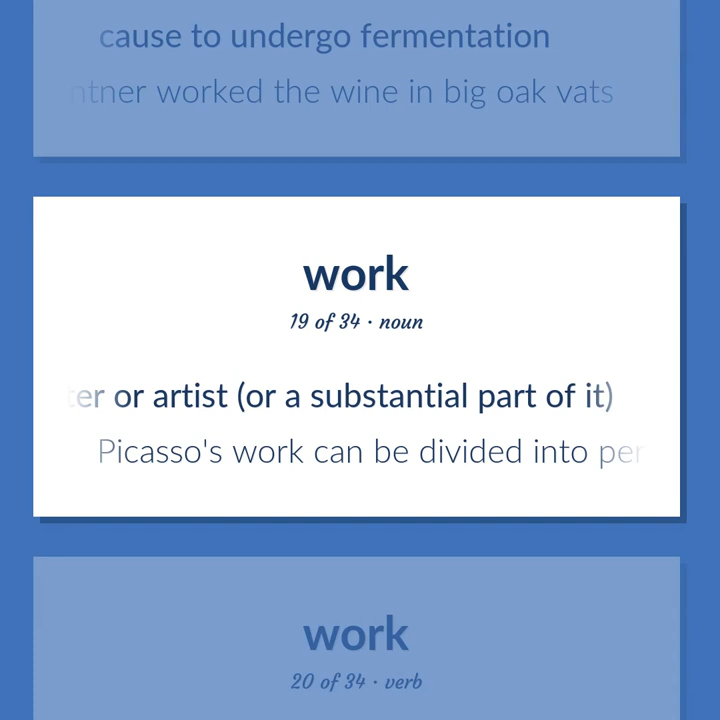 cause to undergo fermentation
worked the wine in big oak vats
work
19 of 34 · noun
or artist (or a substantial part of it)
Picasso's work can be divided into
work
20 of 34 · verb